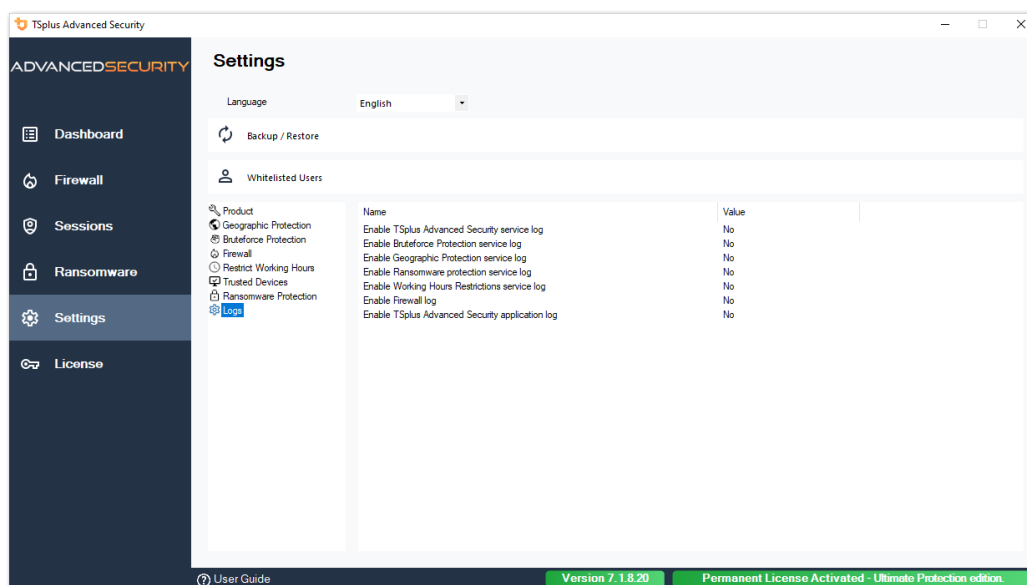 TSplus Advanced Security
ADVANCEDSECURITY
Dashboard
Firewall
Sessions
Ransomware
Settings
License
Settings
Language English
Backup / Restore
Whitelisted Users
Product
Geographic Protection
Bruteforce Protection
Firewall
Restrict Working Hours
Trusted Devices
Ransomware Protection
Logs
Name Value
Enable TSplus Advanced Security service log No
Enable Bruteforce Protection service log No
Enable Geographic Protection service log No
Enable Ransomware protection service log No
Enable Working Hours Restrictions service log No
Enable Firewall log No
Enable TSplus Advanced Security application log No
User Guide Version 7.1.8.20 Permanent License Activated - Ultimate Protection edition.